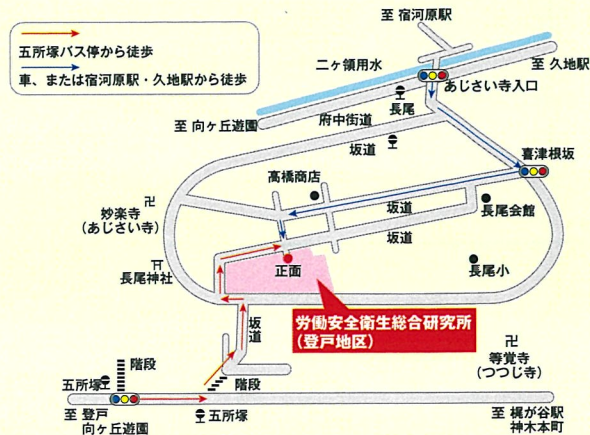 至 宿河原駅
五所塚バス停から徒歩
車、または宿河原駅・久地駅から徒歩
二ヶ領用水
至 久地駅
あじさい寺入口
長尾
府中街道
至 向ヶ丘遊園
坂道
喜津根坂
高橋商店
妙楽寺
(あじさい寺)
坂道
長尾会館
坂道
長尾神社
正面
長尾小
労働安全衛生総合研究所
(登戸地区)
坂道
等覚寺
(つつじ寺)
階段
五所塚
階段
至 登戸
向ヶ丘遊園
五所塚
至 梶が谷駅
神木本町